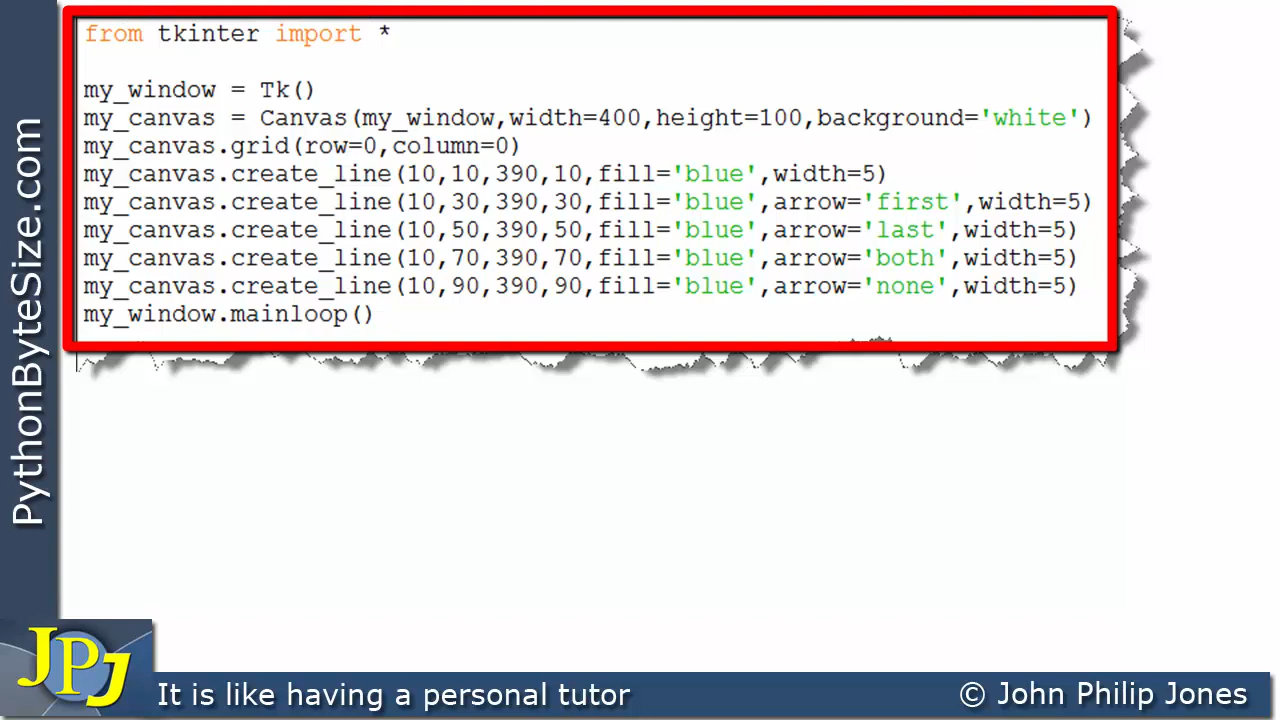 from tkinter import *
my_window = Tk()
my_canvas = Canvas(my_window,width=400,height=100,background='white')
my_canvas.grid(row=0,column=0)
my_canvas.create_line(10,10,390,10,fill='blue',width=5)
my_canvas.create_line(10,30,390,30,fill='blue',arrow='first',width=5)
my_canvas.create_line(10,50,390,50,fill='blue',arrow='last',width=5)
my_canvas.create_line(10,70,390,70,fill='blue',arrow='both',width=5)
my_canvas.create_line(10,90,390,90,fill='blue',arrow='none',width=5)
my_window.mainloop()
PythonByteSize.com
JPJ
It is like having a personal tutor
© John Philip Jones